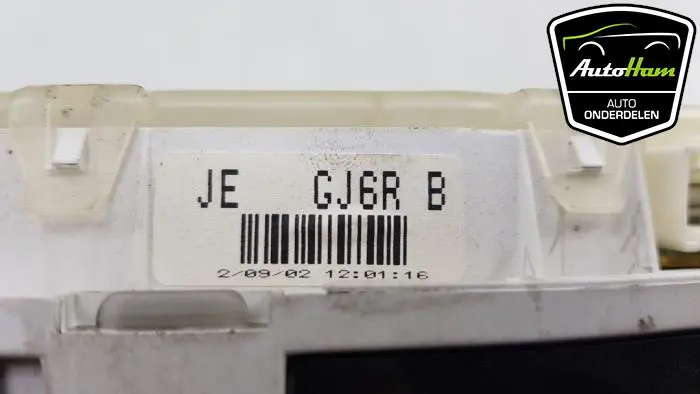 AutoHam
AUTO
ONDERDELEN
JE GJ6R B
2/09/02 12:01:16